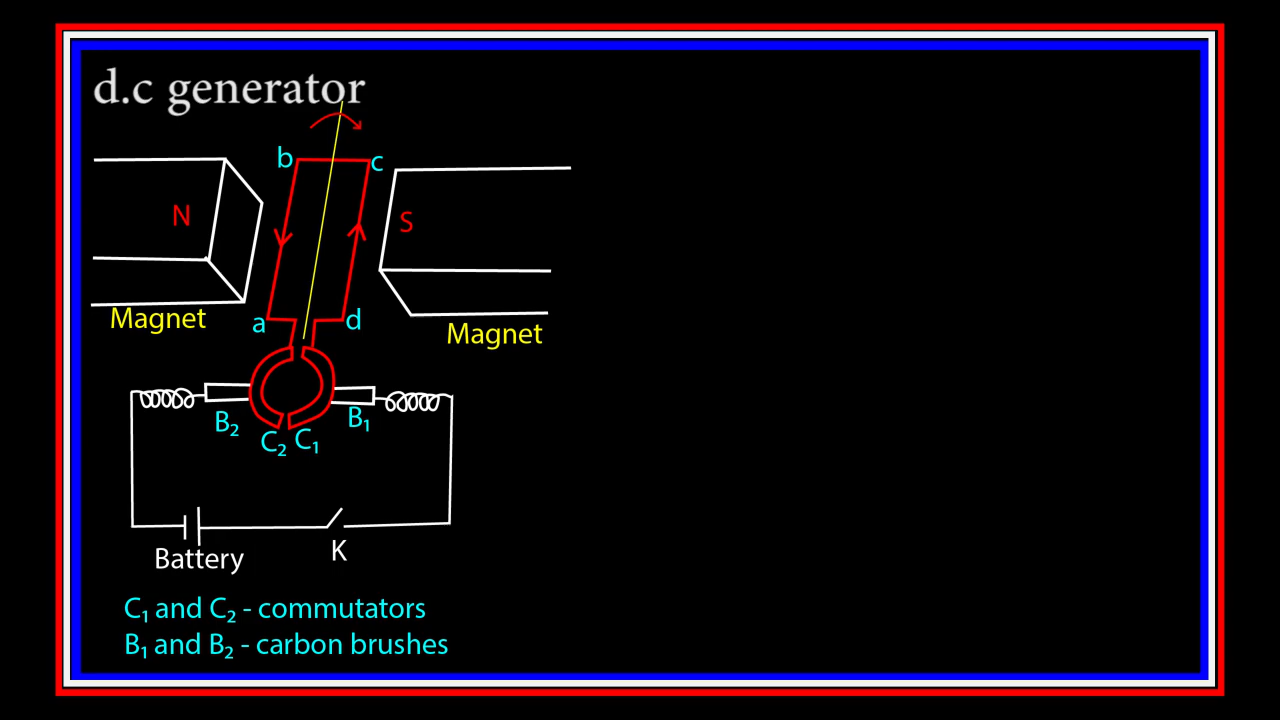 d.c generator
b
c
N
S
a
d
Magnet
Magnet
B₂
B₁
C₂ C₁
Battery
K
C₁ and C₂ - commutators
B₁ and B₂ - carbon brushes